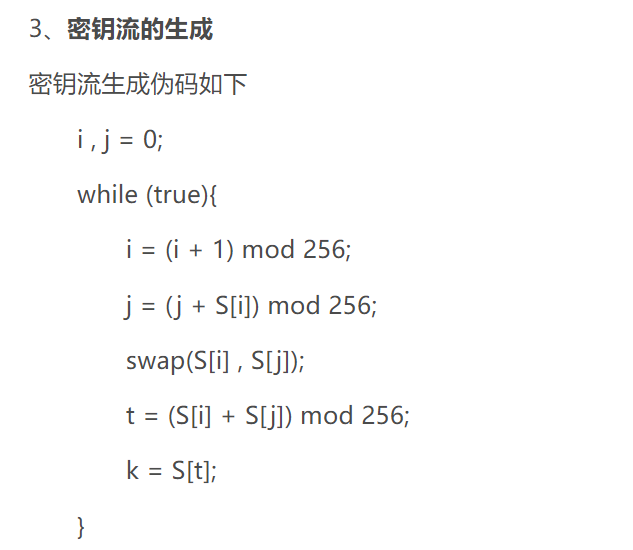 3、密钥流的生成
密钥流生成伪码如下
i , j = 0;
while (true){
i = (i + 1) mod 256;
j = (j + S[i]) mod 256;
swap(S[i] , S[j]);
t = (S[i] + S[j]) mod 256;
k = S[t];
}